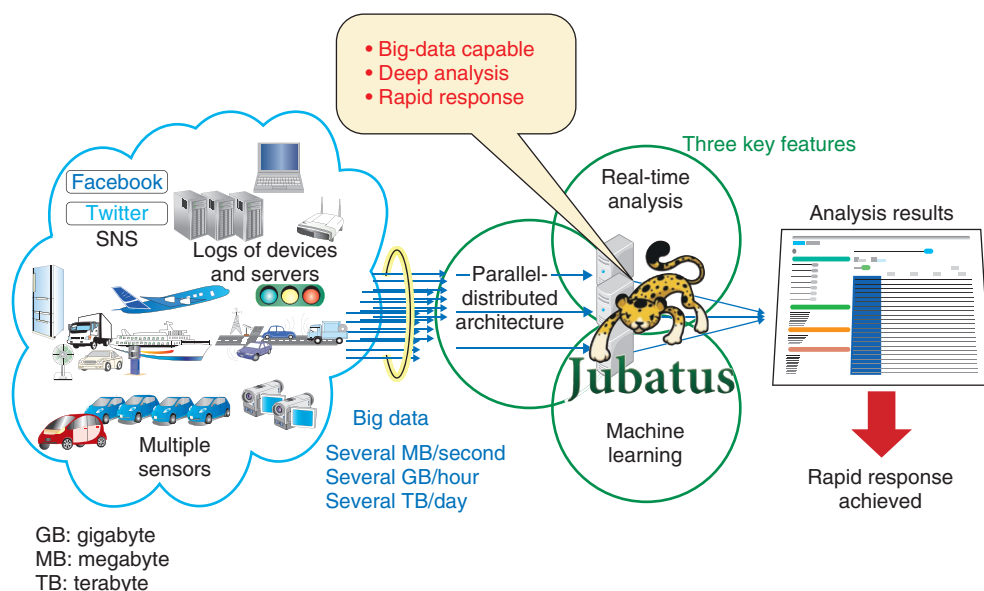 • Big-data capable
• Deep analysis
• Rapid response
Three key features
Facebook
Twitter
SNS
Logs of devices
and servers
Real-time
analysis
Analysis results
Parallel-
distributed
architecture
Jubatus
Big data
Several MB/second
Several GB/hour
Several TB/day
Multiple
sensors
Machine
learning
Rapid response
achieved
GB: gigabyte
MB: megabyte
TB: terabyte